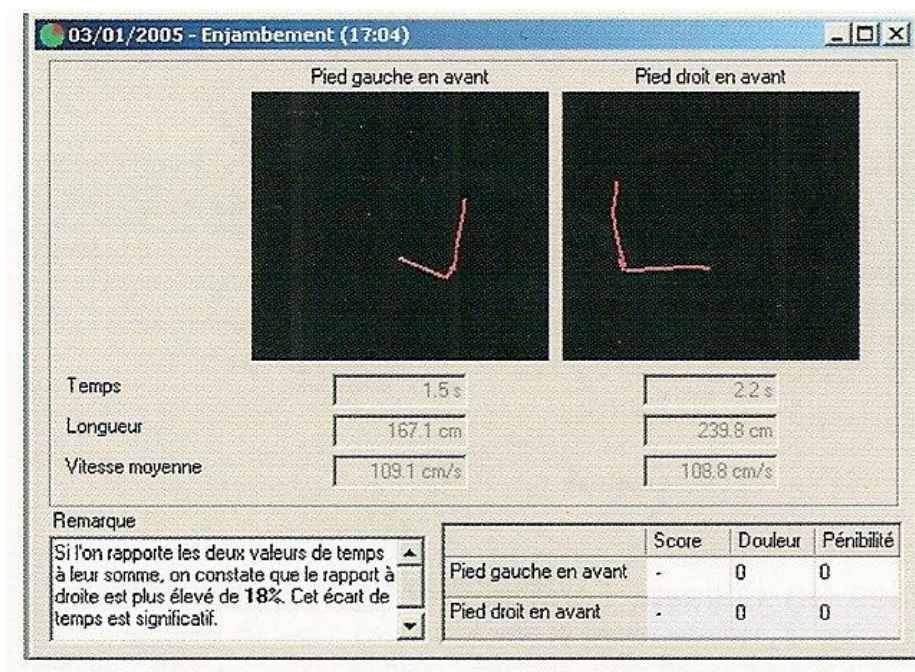 03/01/2005 - Enjambement (17:04)
Pied gauche en avant Pied droit en avant
Temps 1.5 s 2.2 s
Longueur 167.1 cm 239.8 cm
Vitesse moyenne 109.1 cm/s 108.8 cm/s
Remarque
Si l'on rapporte les deux valeurs de temps
à leur somme, on constate que le rapport à
droite est plus élevé de 18%. Cet écart de
temps est significatif.
Score Douleur Pénibilité
Pied gauche en avant - 0 0
Pied droit en avant - 0 0